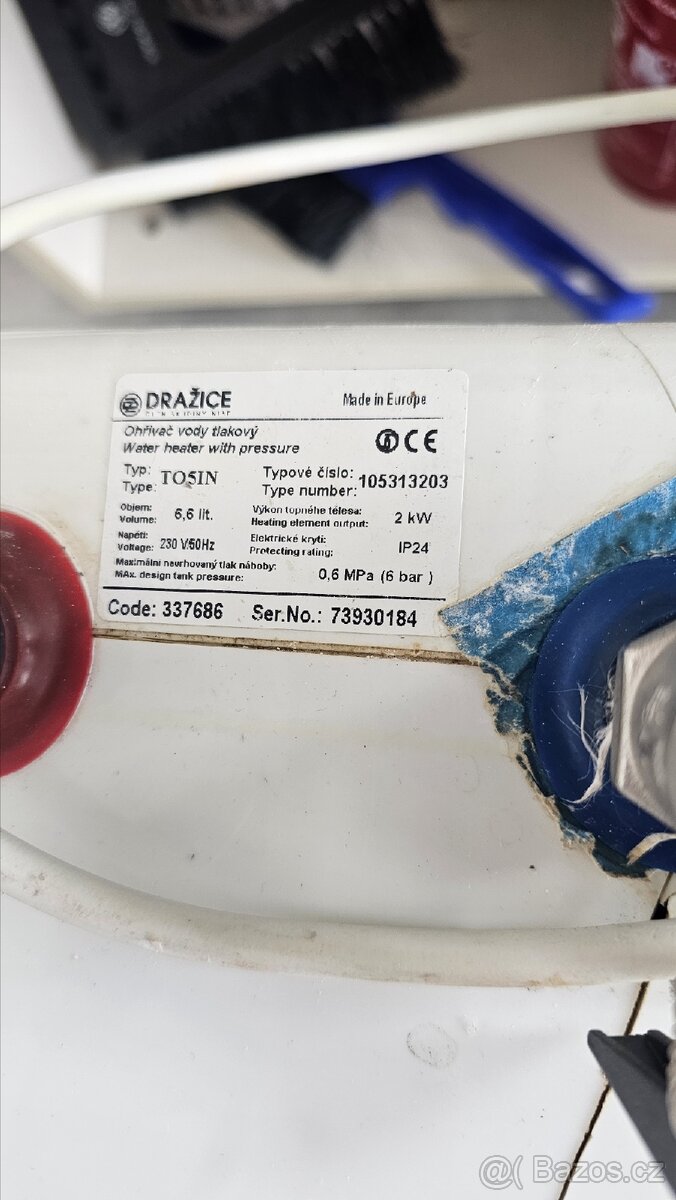 DRAŽICE Made in Europe
Ohřívač vody tlakový
Water heater with pressure CE
Typ: TO5IN Typové číslo: 105313203
Type: Type number:
Objem: 6,6 lit. Výkon topného tělesa: 2 kW
Volume: Heating element output:
Napětí: 230 V/50Hz Elektrické krytí: IP24
Voltage: Protecting rating:
Maximální navrhovaný tlak nádoby: 0,6 MPa (6 bar )
MAx. design tank pressure:
Code: 337686 Ser.No.: 73930184
@( Bazos.cz